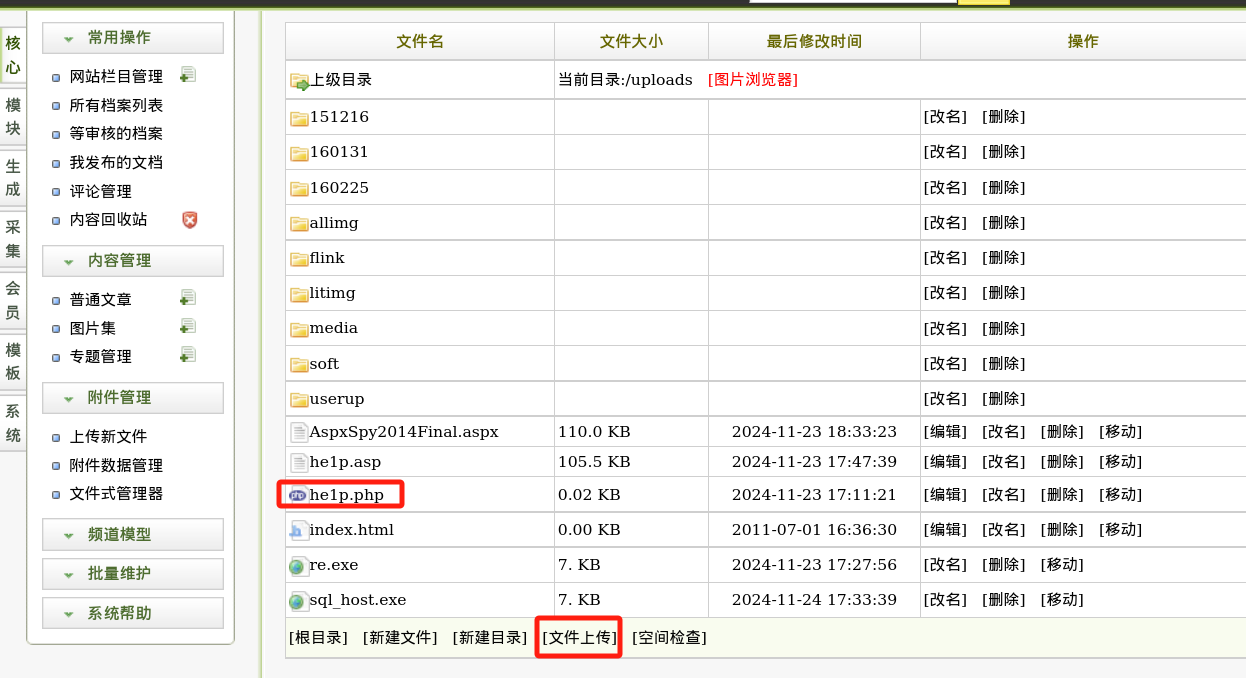 核心
模块
生成
采集
会员
模板
系统
常用操作
网站栏目管理
所有档案列表
等审核的档案
我发布的文档
评论管理
内容回收站
内容管理
普通文章
图片集
专题管理
附件管理
上传新文件
附件数据管理
文件式管理器
频道模型
批量维护
系统帮助
文件名 文件大小 最后修改时间 操作
上级目录 当前目录:/uploads [图片浏览器]
151216 [改名] [删除]
160131 [改名] [删除]
160225 [改名] [删除]
allimg [改名] [删除]
flink [改名] [删除]
litimg [改名] [删除]
media [改名] [删除]
soft [改名] [删除]
userup [改名] [删除]
AspxSpy2014Final.aspx 110.0 KB 2024-11-23 18:33:23 [编辑] [改名] [删除] [移动]
he1p.asp 105.5 KB 2024-11-23 17:47:39 [编辑] [改名] [删除] [移动]
he1p.php 0.02 KB 2024-11-23 17:11:21 [编辑] [改名] [删除] [移动]
index.html 0.00 KB 2011-07-01 16:36:30 [编辑] [改名] [删除] [移动]
re.exe 7. KB 2024-11-23 17:27:56 [改名] [删除] [移动]
sql_host.exe 7. KB 2024-11-24 17:33:39 [改名] [删除] [移动]
[根目录] [新建文件] [新建目录] [文件上传] [空间检查]